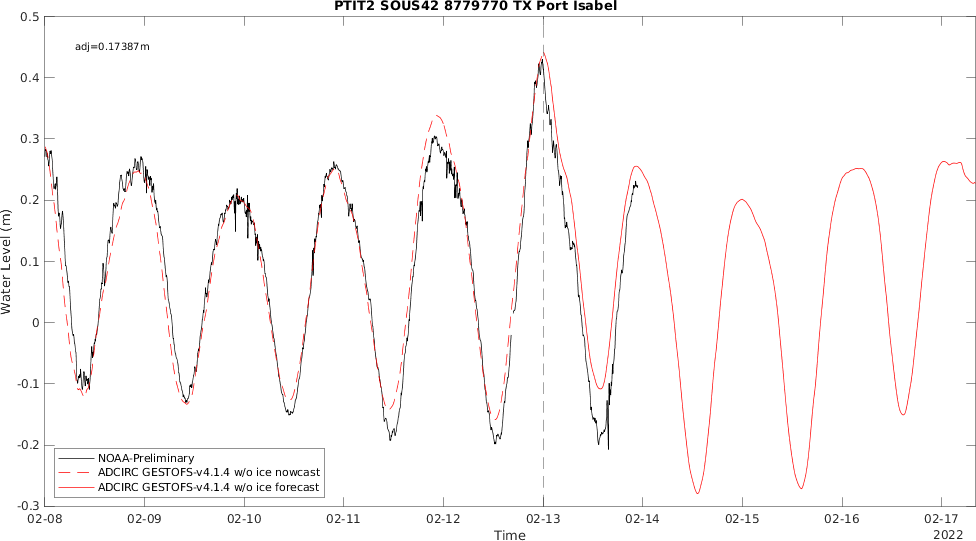 PTIT2 SOUS42 8779770 TX Port Isabel
adj=0.17387m
0.5
0.4
0.3
0.2
0.1
0
-0.1
-0.2
-0.3
Water Level (m)
NOAA-Preliminary
ADCIRC GESTOFS-v4.1.4 w/o ice nowcast
ADCIRC GESTOFS-v4.1.4 w/o ice forecast
02-08 02-09 02-10 02-11 02-12 02-13 02-14 02-15 02-16 02-17
Time
2022